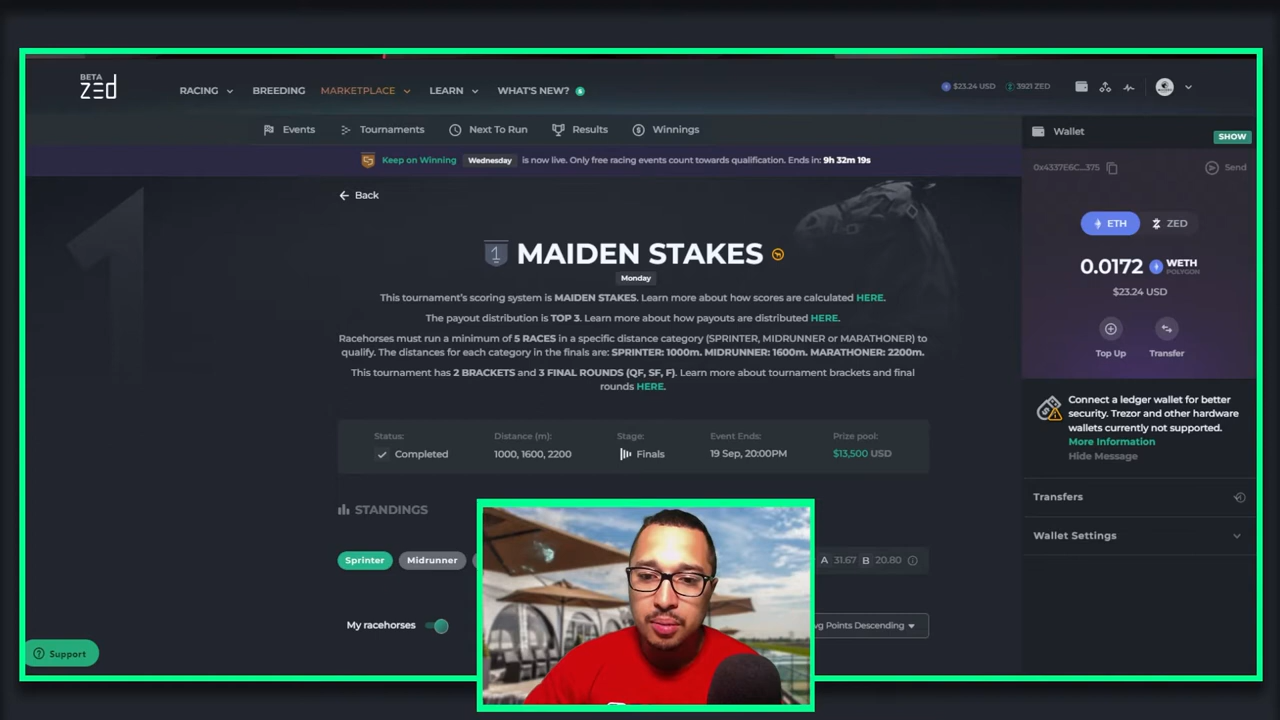 BETA
zed
RACING
BREEDING
MARKETPLACE
LEARN
WHAT'S NEW?
$23.24 USD
3921 ZED
Events
Tournaments
Next To Run
Results
Winnings
Keep on Winning Wednesday is now live. Only free racing events count towards qualification. Ends in: 9h 32m 19s
Back
1
MAIDEN STAKES
Monday
This tournament's scoring system is MAIDEN STAKES. Learn more about how scores are calculated HERE.
The payout distribution is TOP 3. Learn more about how payouts are distributed HERE.
Racehorses must run a minimum of 5 RACES in a specific distance category (SPRINTER, MIDRUNNER or MARATHONER) to
qualify. The distances for each category in the finals are: SPRINTER: 1000m. MIDRUNNER: 1600m. MARATHONER: 2200m.
This tournament has 2 BRACKETS and 3 FINAL ROUNDS (QF, SF, F). Learn more about tournament brackets and final
rounds HERE.
Status: Distance (m): Stage: Event Ends: Prize pool:
Completed 1000, 1600, 2200 Finals 19 Sep, 20:00PM $13,500 USD
STANDINGS
Sprinter Midrunner
A 31.67 B 20.80
My racehorses
vg Points Descending
Support
Wallet
SHOW
0x4337E6C...375
Send
ETH
ZED
0.0172 WETH
POLYGON
$23.24 USD
Top Up
Transfer
Connect a ledger wallet for better
security. Trezor and other hardware
wallets currently not supported.
More Information
Hide Message
Transfers
Wallet Settings